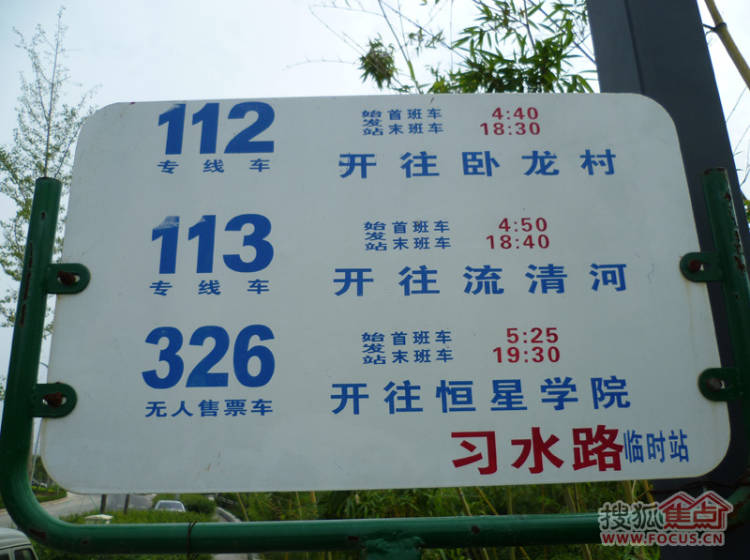 112
专线车
始发站 首班车 4:40
末班车 18:30
开往卧龙村
113
专线车
始发站 首班车 4:50
末班车 18:40
开往流清河
326
无人售票车
始发站 首班车 5:25
末班车 19:30
开往恒星学院
习水路临时站
搜狐焦点
WWW.FOCUS.CN